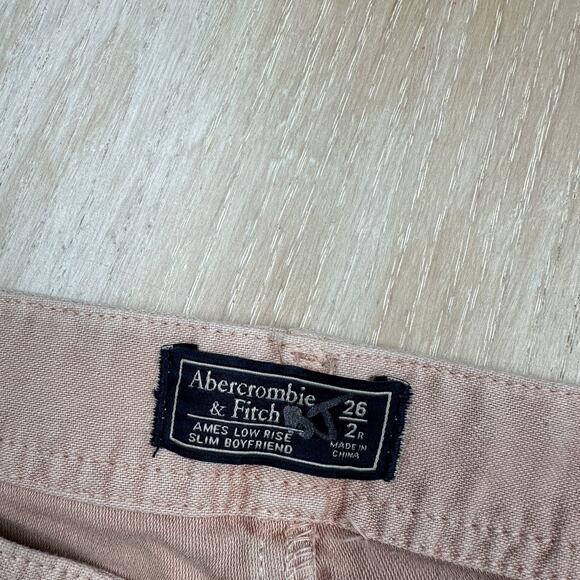 Abercrombie
& Fitch
AMES LOW RISE
SLIM BOYFRIEND
26
2R
MADE IN
CHINA